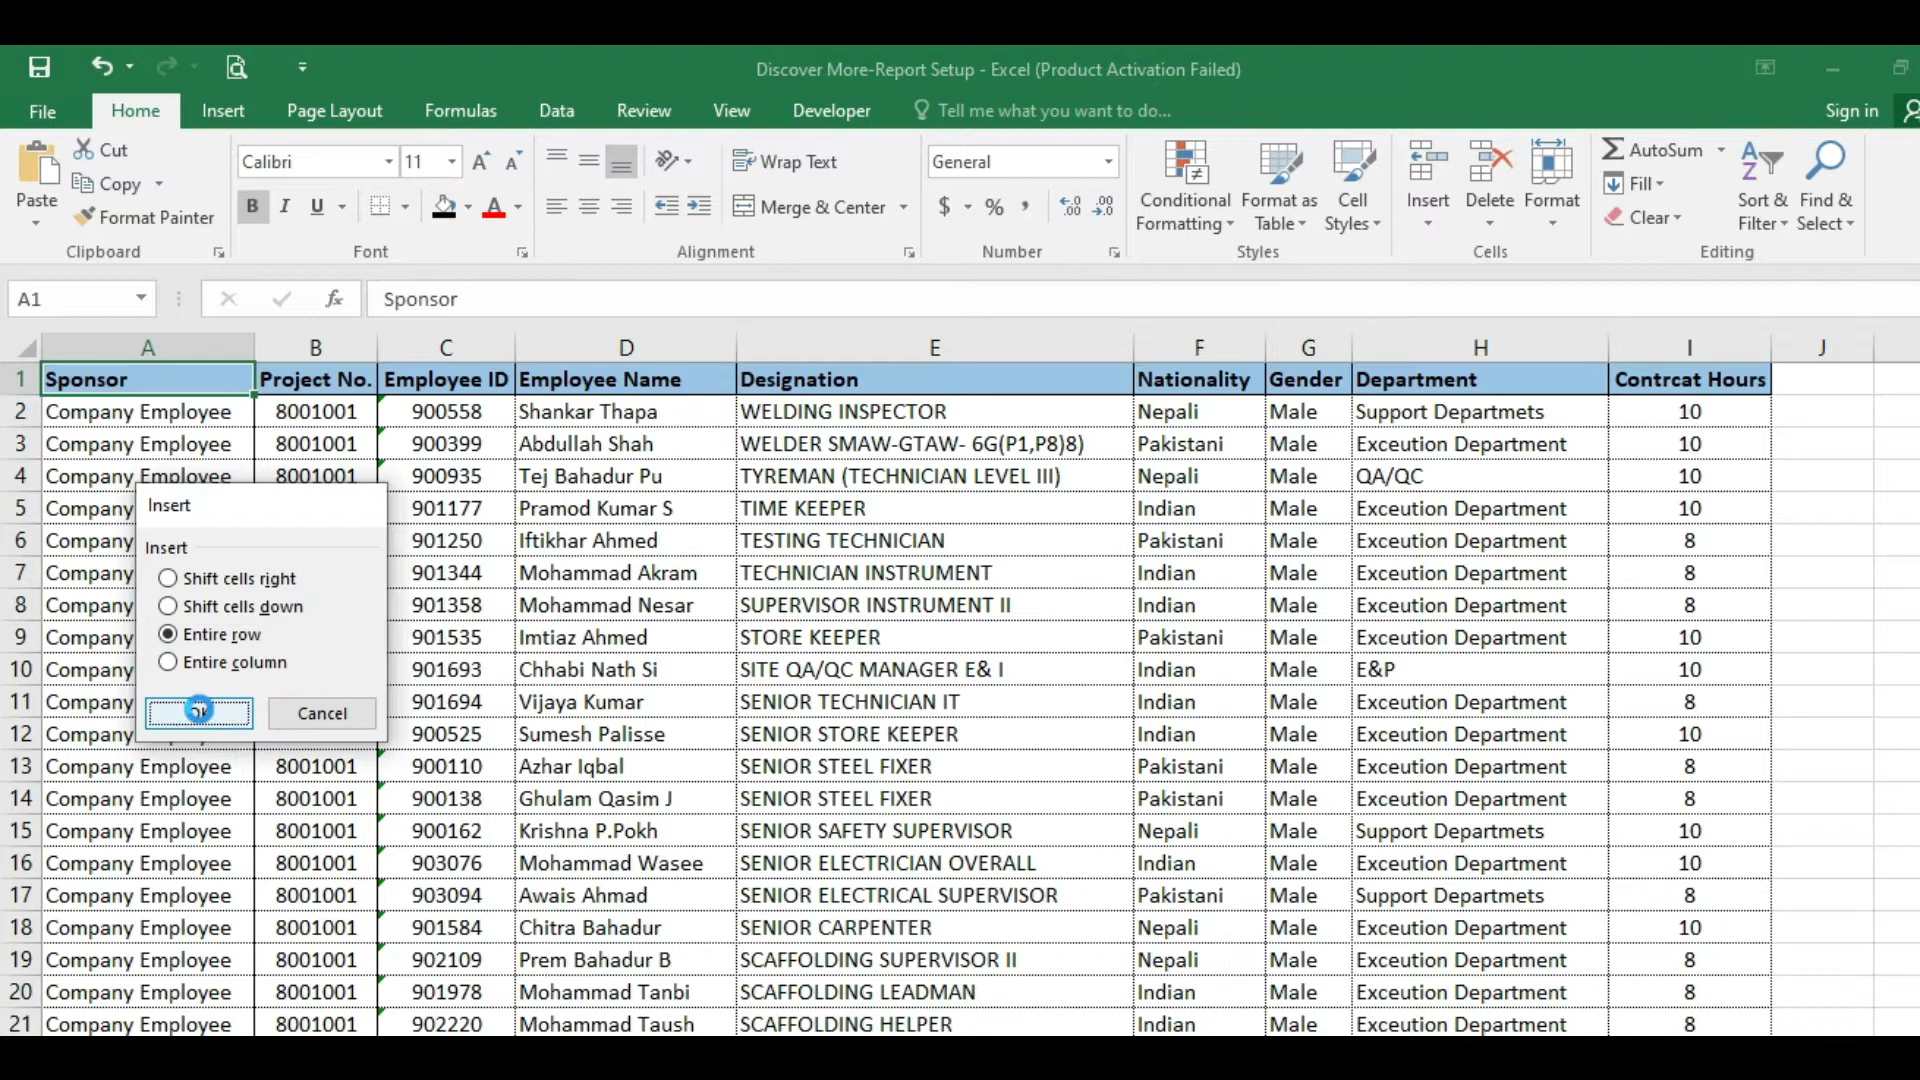 Discover More-Report Setup - Excel (Product Activation Failed)
File Home Insert Page Layout Formulas Data Review View Developer Tell me what you want to do... Sign in
Paste Cut Copy Format Painter Clipboard
Calibri 11 A A B I U A Font
Wrap Text Merge & Center Alignment
General $ % , .00 Number
Conditional Formatting Format as Table Cell Styles Styles
Insert Delete Format Cells
AutoSum Fill Clear Sort & Filter Find & Select Editing
A1 fx Sponsor
A B C D E F G H I J
1 Sponsor Project No. Employee ID Employee Name Designation Nationality Gender Department Contrcat Hours
2 Company Employee 8001001 900558 Shankar Thapa WELDING INSPECTOR Nepali Male Support Departmets 10
3 Company Employee 8001001 900399 Abdullah Shah WELDER SMAW-GTAW- 6G(P1,P8)8) Pakistani Male Exceution Department 10
4 Company Employee 8001001 900935 Tej Bahadur Pu TYREMAN (TECHNICIAN LEVEL III) Nepali Male QA/QC 10
5 Company 901177 Pramod Kumar S TIME KEEPER Indian Male Exceution Department 10
6 Company 901250 Iftikhar Ahmed TESTING TECHNICIAN Pakistani Male Exceution Department 8
7 Company 901344 Mohammad Akram TECHNICIAN INSTRUMENT Indian Male Exceution Department 8
8 Company 901358 Mohammad Nesar SUPERVISOR INSTRUMENT II Indian Male Exceution Department 8
9 Company 901535 Imtiaz Ahmed STORE KEEPER Pakistani Male Exceution Department 10
10 Company 901693 Chhabi Nath Si SITE QA/QC MANAGER E& I Indian Male E&P 10
11 Company 901694 Vijaya Kumar SENIOR TECHNICIAN IT Indian Male Exceution Department 8
12 Company 900525 Sumesh Palisse SENIOR STORE KEEPER Indian Male Exceution Department 10
13 Company Employee 8001001 900110 Azhar Iqbal SENIOR STEEL FIXER Pakistani Male Exceution Department 8
14 Company Employee 8001001 900138 Ghulam Qasim J SENIOR STEEL FIXER Pakistani Male Exceution Department 8
15 Company Employee 8001001 900162 Krishna P.Pokh SENIOR SAFETY SUPERVISOR Nepali Male Support Departmets 10
16 Company Employee 8001001 903076 Mohammad Wasee SENIOR ELECTRICIAN OVERALL Indian Male Exceution Department 10
17 Company Employee 8001001 903094 Awais Ahmad SENIOR ELECTRICAL SUPERVISOR Pakistani Male Support Departmets 8
18 Company Employee 8001001 901584 Chitra Bahadur SENIOR CARPENTER Nepali Male Exceution Department 10
19 Company Employee 8001001 902109 Prem Bahadur B SCAFFOLDING SUPERVISOR II Nepali Male Exceution Department 8
20 Company Employee 8001001 901978 Mohammad Tanbi SCAFFOLDING LEADMAN Indian Male Exceution Department 8
21 Company Employee 8001001 902220 Mohammad Taush SCAFFOLDING HELPER Indian Male Exceution Department 8
Insert
Insert
Shift cells right
Shift cells down
Entire row
Entire column
OK Cancel